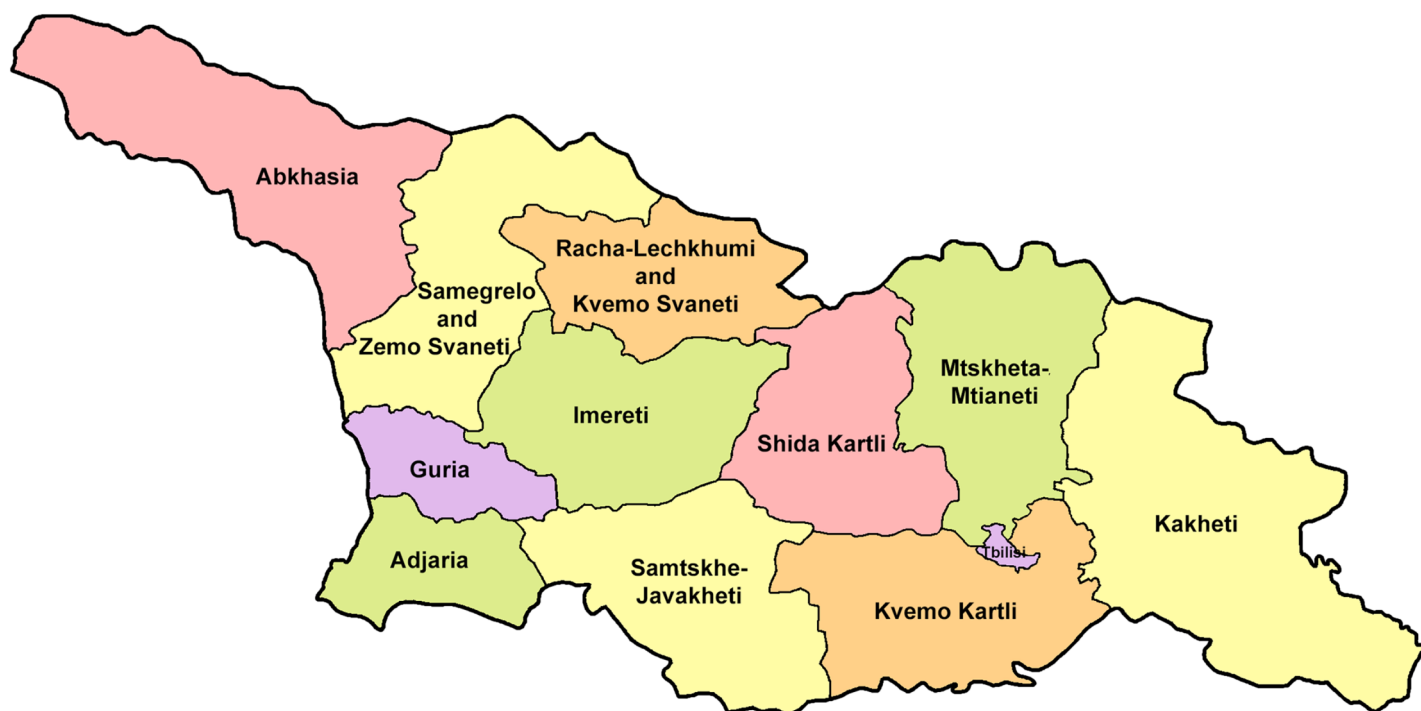 Abkhasia
Racha-Lechkhumi
and
Kvemo Svaneti
Samegrelo
and
Zemo Svaneti
Mtskheta-
Mtianeti
Imereti
Shida Kartli
Guria
Kakheti
Tbilisi
Adjaria
Samtskhe-
Javakheti
Kvemo Kartli